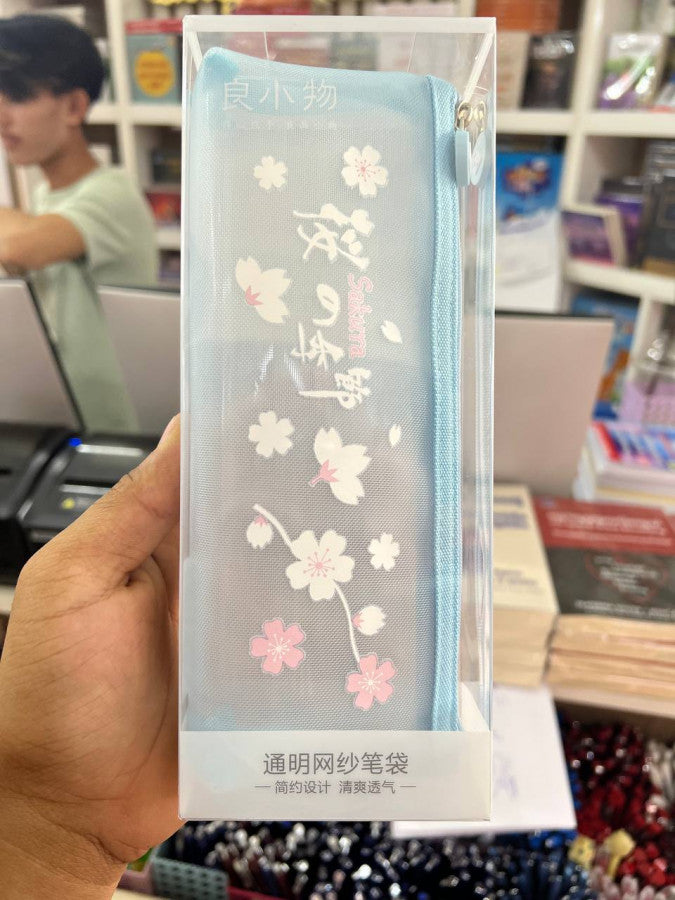 良小物
桜の季節
Sakura
通明网纱笔袋
简约设计 清爽透气